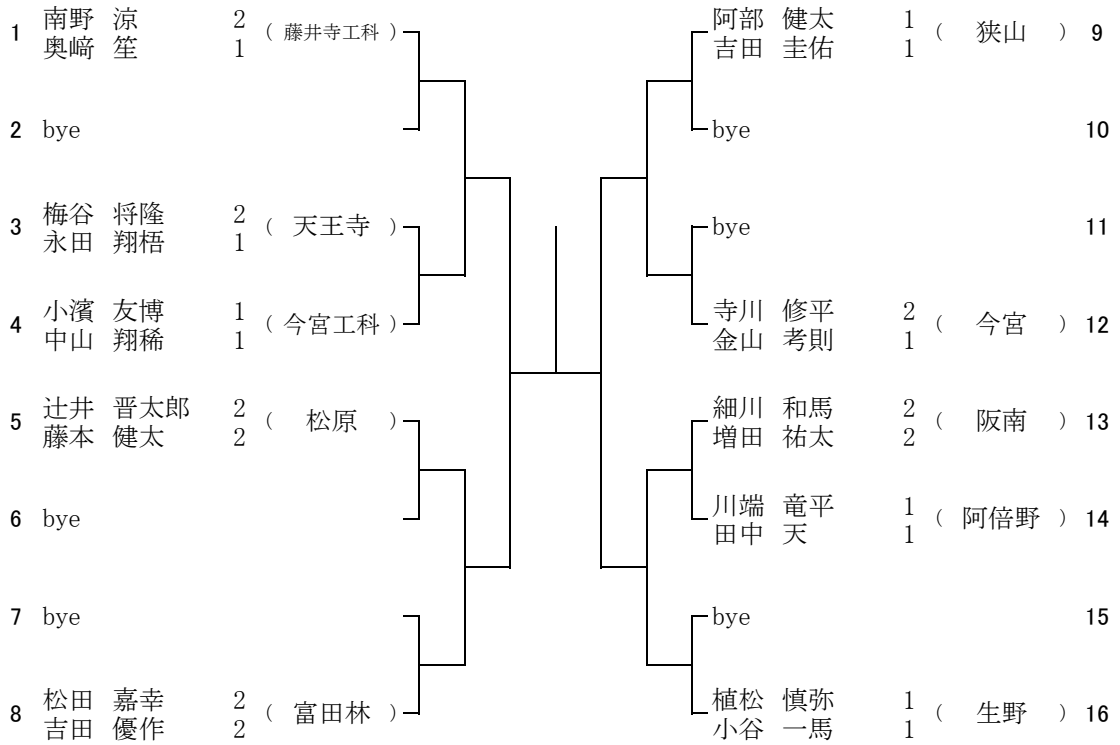 1 南野 涼 2 ( 藤井寺工科 )
奥﨑 笙 1
2 bye
3 梅谷 将隆 2 ( 天王寺 )
永田 翔梧 1
4 小濱 友博 1 ( 今宮工科 )
中山 翔稀 1
5 辻井 晋太郎 2 ( 松原 )
藤本 健太 2
6 bye
7 bye
8 松田 嘉幸 2 ( 富田林 )
吉田 優作 2
阿部 健太 1 ( 狭山 ) 9
吉田 圭佑 1
bye 10
bye 11
寺川 修平 2 ( 今宮 ) 12
金山 考則 1
細川 和馬 2 ( 阪南 ) 13
増田 祐太 2
川端 竜平 1 ( 阿倍野 ) 14
田中 天 1
bye 15
植松 慎弥 1 ( 生野 ) 16
小谷 一馬 1